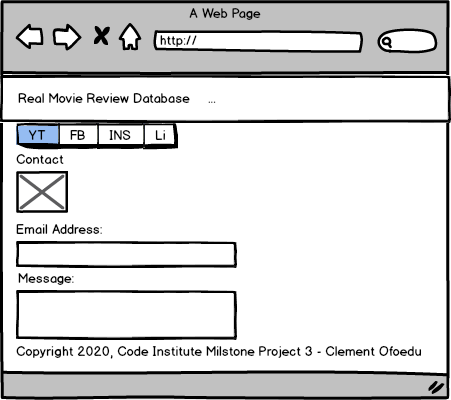 A Web Page
http://
Real Movie Review Database ...
YT FB INS Li
Contact
Email Address:
Message:
Copyright 2020, Code Institute Milstone Project 3 - Clement Ofoedu